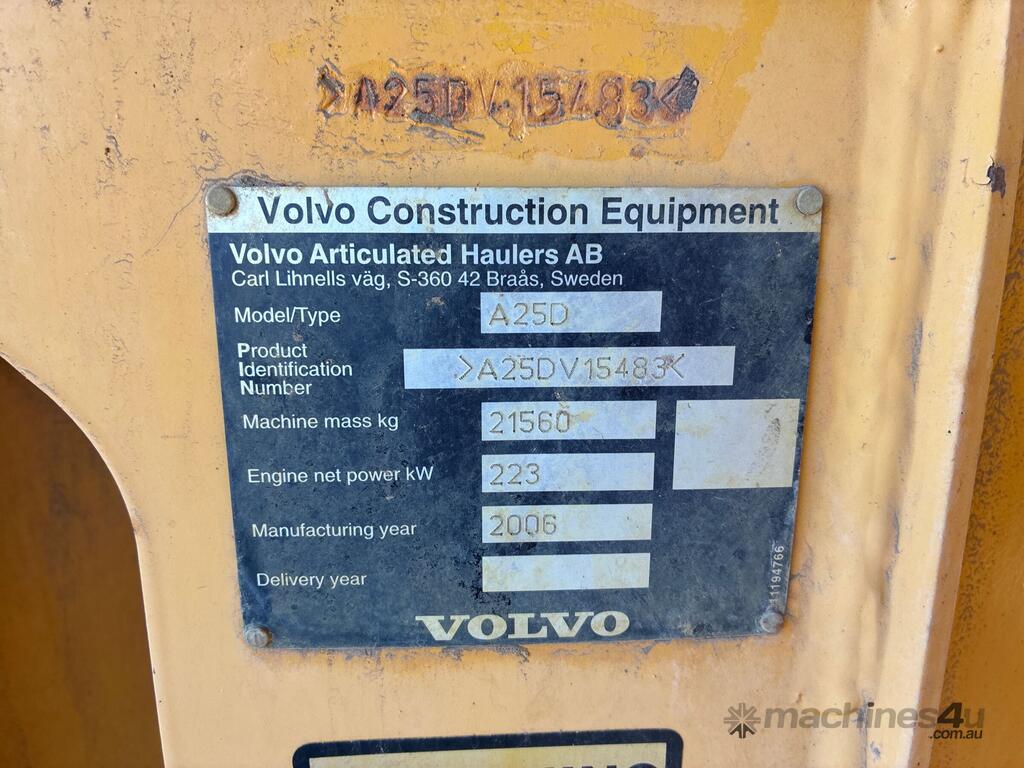 >A25DV15483<
Volvo Construction Equipment
Volvo Articulated Haulers AB
Carl Lihnells väg, S-360 42 Braås, Sweden
Model/Type A25D
Product
Identification >A25DV15483<
Number
Machine mass kg 21560
Engine net power kW 223
Manufacturing year 2006
Delivery year
11194766
VOLVO
machines4u
.com.au